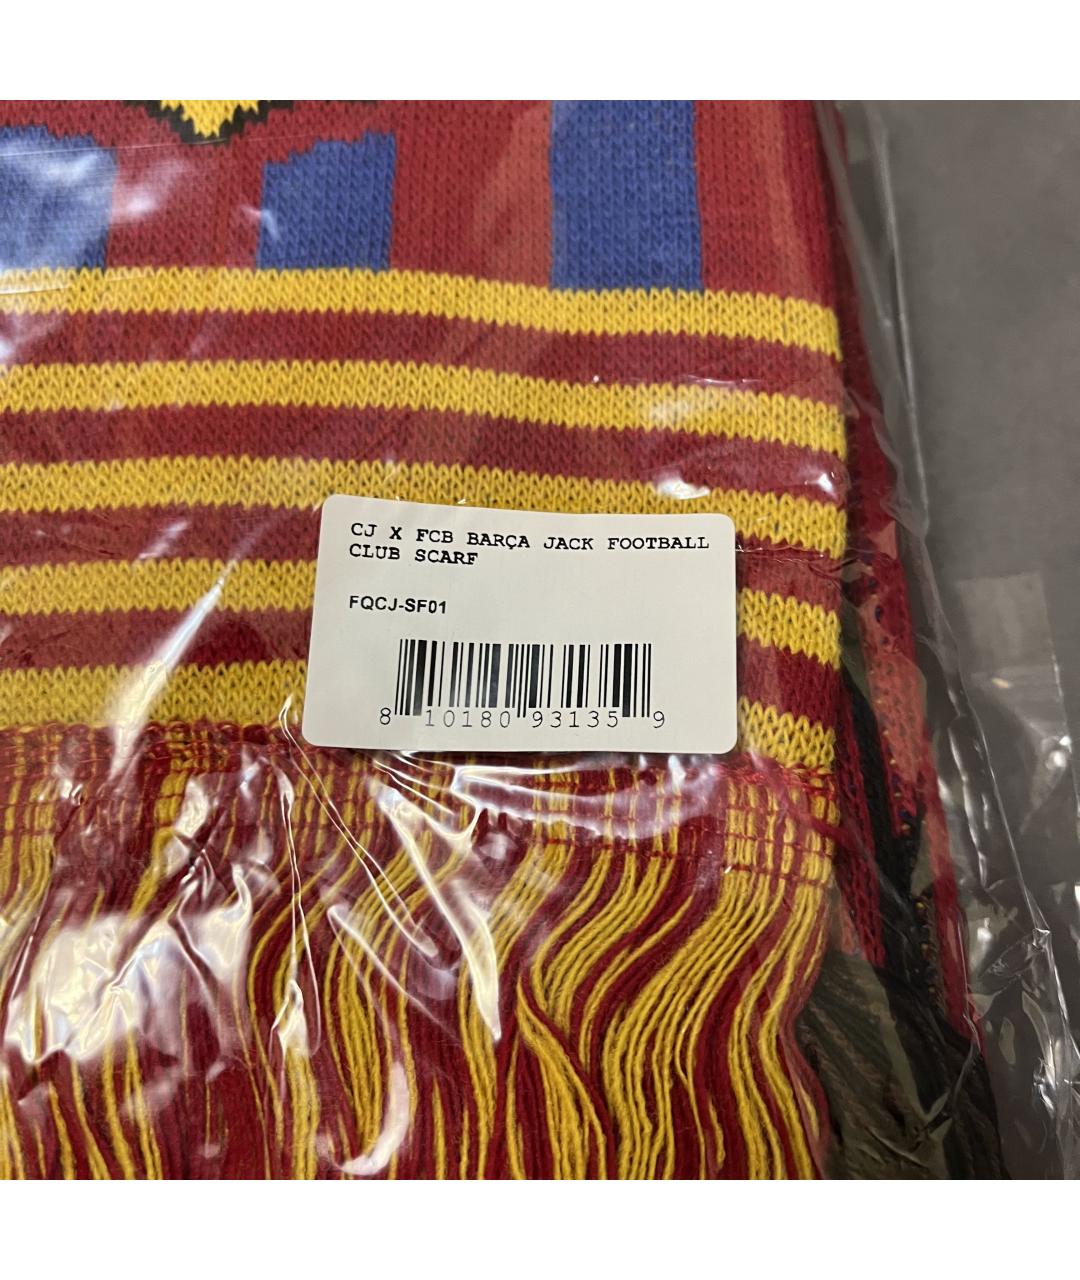 CJ X FCB BARÇA JACK FOOTBALL
CLUB SCARF
FQCJ-SF01
8 10180 93135 9